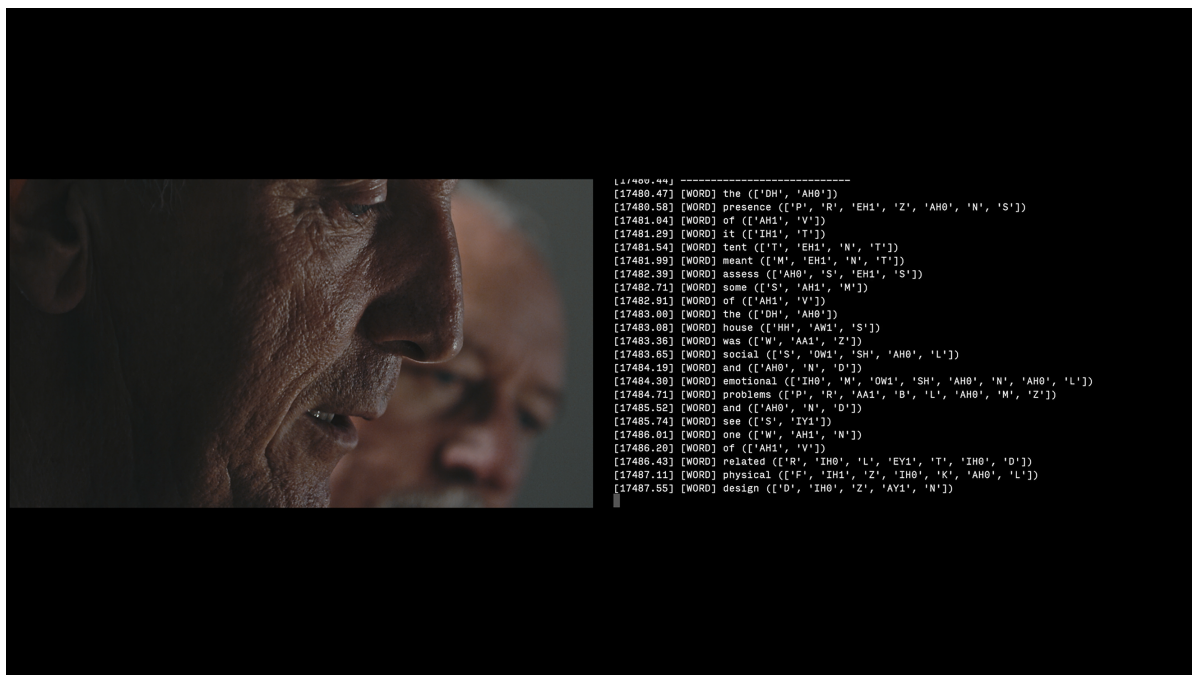 [17480.44] ----------------------------
[17480.47] [WORD] the (['DH', 'AH0'])
[17480.58] [WORD] presence (['P', 'R', 'EH1', 'Z', 'AH0', 'N', 'S'])
[17481.04] [WORD] of (['AH1', 'V'])
[17481.29] [WORD] it (['IH1', 'T'])
[17481.54] [WORD] tent (['T', 'EH1', 'N', 'T'])
[17481.99] [WORD] meant (['M', 'EH1', 'N', 'T'])
[17482.39] [WORD] assess (['AH0', 'S', 'EH1', 'S'])
[17482.71] [WORD] some (['S', 'AH1', 'M'])
[17482.91] [WORD] of (['AH1', 'V'])
[17483.00] [WORD] the (['DH', 'AH0'])
[17483.08] [WORD] house (['HH', 'AW1', 'S'])
[17483.36] [WORD] was (['W', 'AA1', 'Z'])
[17483.65] [WORD] social (['S', 'OW1', 'SH', 'AH0', 'L'])
[17484.19] [WORD] and (['AH0', 'N', 'D'])
[17484.30] [WORD] emotional (['IH0', 'M', 'OW1', 'SH', 'AH0', 'N', 'AH0', 'L'])
[17484.71] [WORD] problems (['P', 'R', 'AA1', 'B', 'L', 'AH0', 'M', 'Z'])
[17485.52] [WORD] and (['AH0', 'N', 'D'])
[17485.74] [WORD] see (['S', 'IY1'])
[17486.01] [WORD] one (['W', 'AH1', 'N'])
[17486.20] [WORD] of (['AH1', 'V'])
[17486.43] [WORD] related (['R', 'IH0', 'L', 'EY1', 'T', 'IH0', 'D'])
[17487.11] [WORD] physical (['F', 'IH1', 'Z', 'IH0', 'K', 'AH0', 'L'])
[17487.55] [WORD] design (['D', 'IH0', 'Z', 'AY1', 'N'])